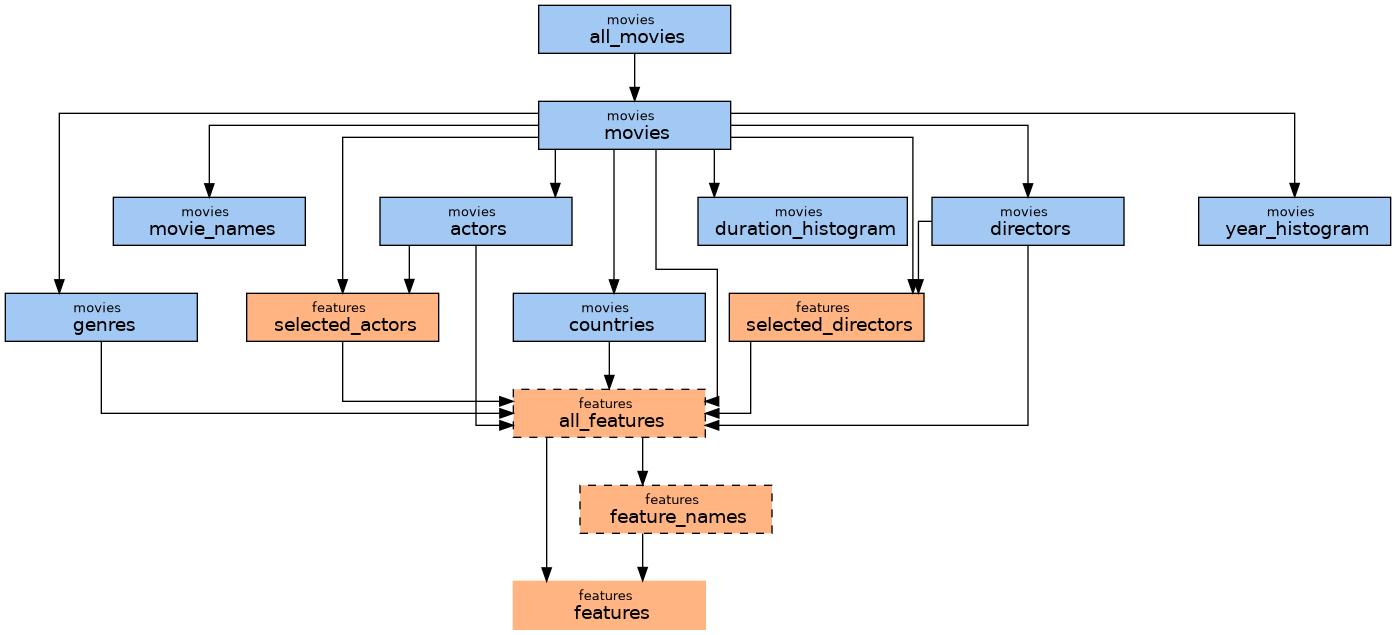 movies
all_movies
movies
movies
movies
movie_names
movies
actors
movies
duration_histogram
movies
directors
movies
year_histogram
movies
genres
features
selected_actors
movies
countries
features
selected_directors
features
all_features
features
feature_names
features
features